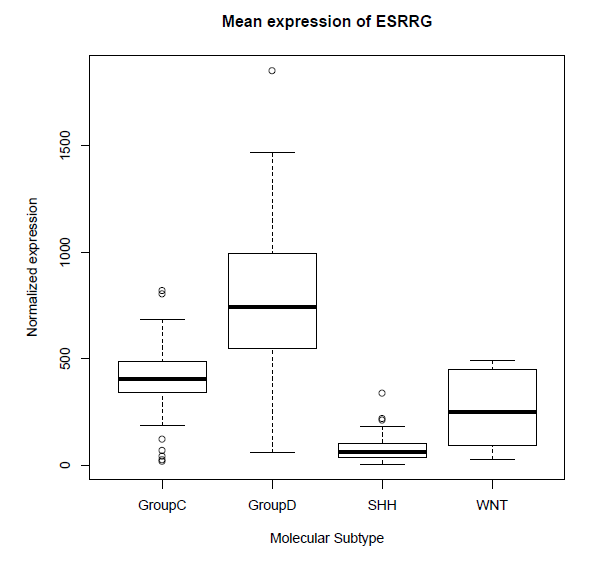 Mean expression of ESRRG
Normalized expression
1500
1000
500
0
GroupC GroupD SHH WNT
Molecular Subtype